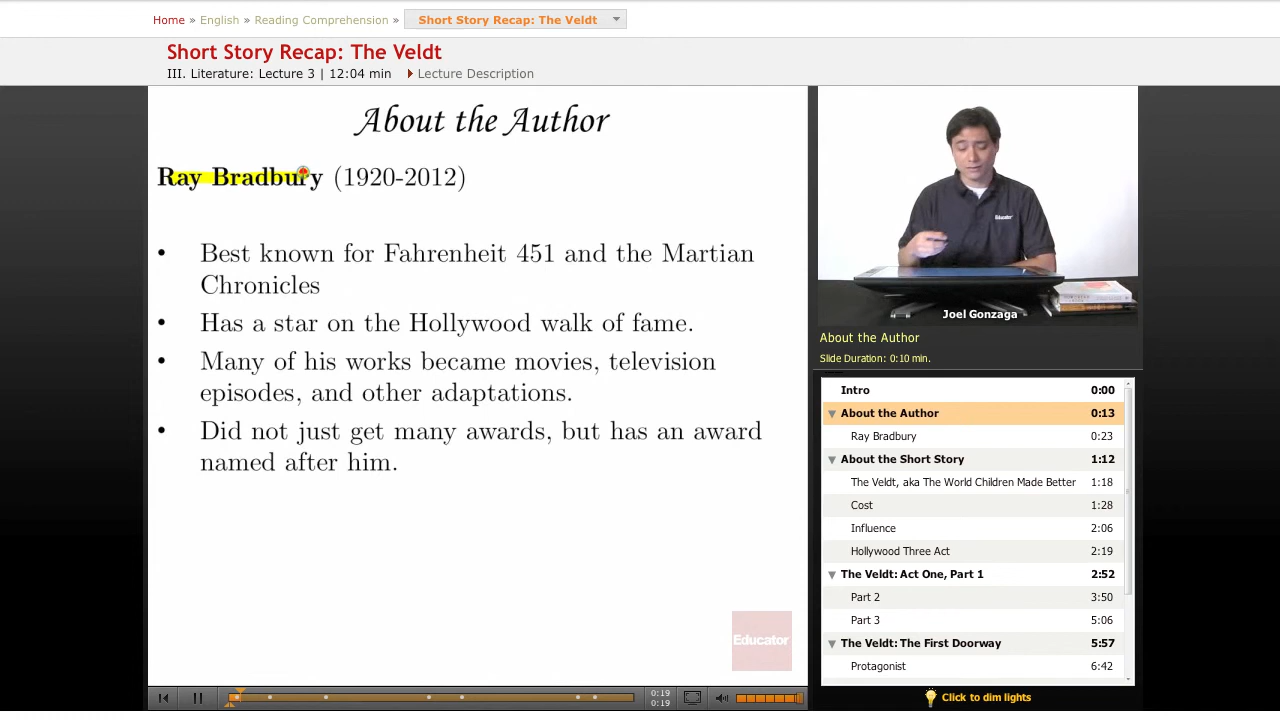 Home » English » Reading Comprehension » Short Story Recap: The Veldt
Short Story Recap: The Veldt
III. Literature: Lecture 3 | 12:04 min Lecture Description
About the Author
Ray Bradbury (1920-2012)
• Best known for Fahrenheit 451 and the Martian
Chronicles
• Has a star on the Hollywood walk of fame.
• Many of his works became movies, television
episodes, and other adaptations.
• Did not just get many awards, but has an award
named after him.
Educator
0:19
0:19
Educator
Joel Gonzaga
About the Author
Slide Duration: 0:10 min.
Intro 0:00
About the Author 0:13
Ray Bradbury 0:23
About the Short Story 1:12
The Veldt, aka The World Children Made Better 1:18
Cost 1:28
Influence 2:06
Hollywood Three Act 2:19
The Veldt: Act One, Part 1 2:52
Part 2 3:50
Part 3 5:06
The Veldt: The First Doorway 5:57
Protagonist 6:42
Click to dim lights